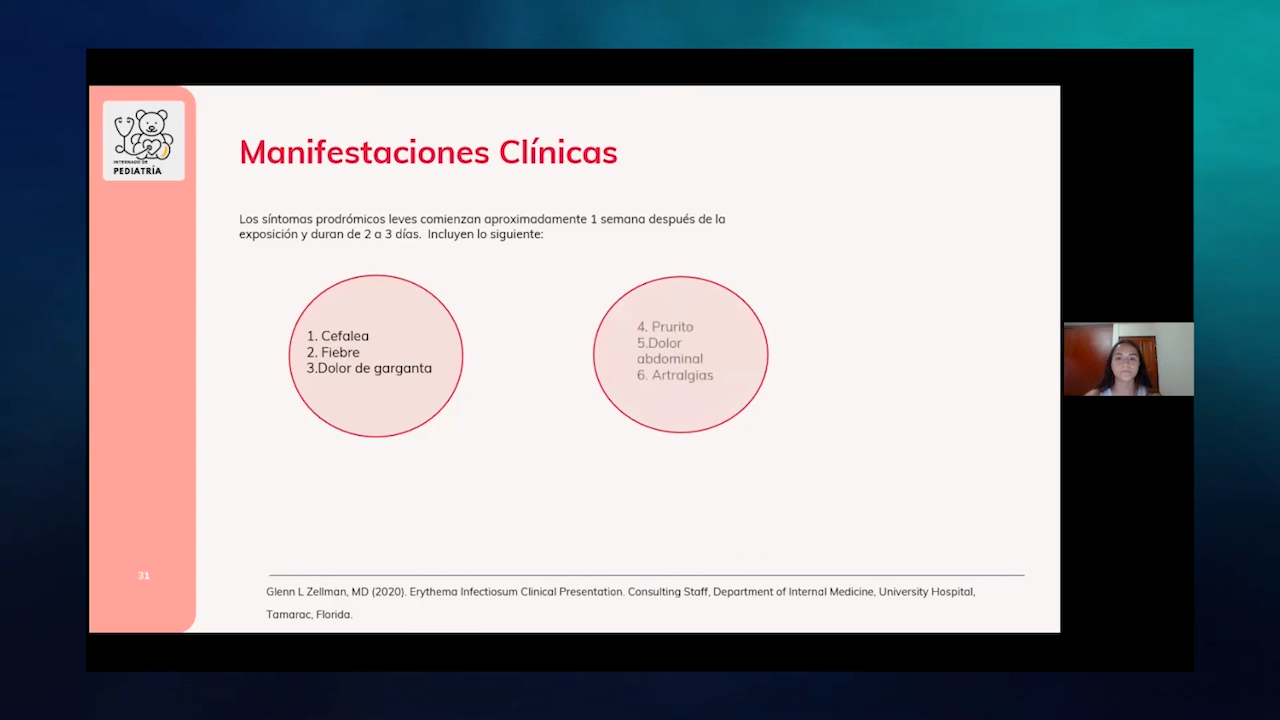 INTERNADO DE
PEDIATRÍA
Manifestaciones Clínicas
Los síntomas prodrómicos leves comienzan aproximadamente 1 semana después de la
exposición y duran de 2 a 3 días. Incluyen lo siguiente:
1. Cefalea
2. Fiebre
3.Dolor de garganta
4. Prurito
5.Dolor
abdominal
6. Artralgias
31
Glenn L Zellman, MD (2020). Erythema Infectiosum Clinical Presentation. Consulting Staff, Department of Internal Medicine, University Hospital,
Tamarac, Florida.